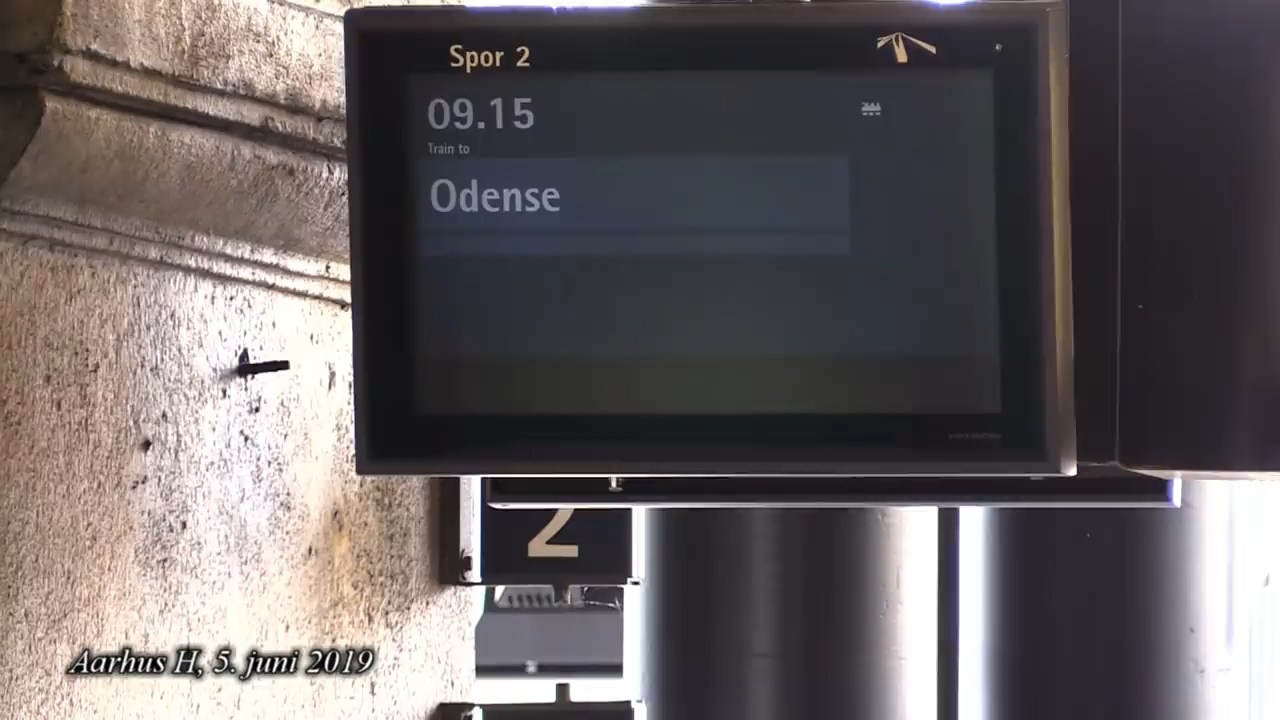 Spor 2
09.15
Train to
Odense
2
Aarhus H, 5. juni 2019